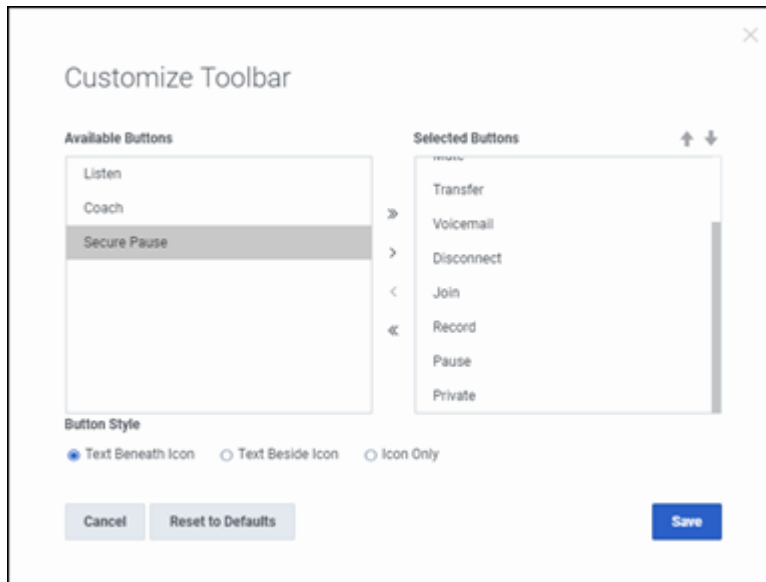 Customize Toolbar
Available Buttons
Selected Buttons
Listen
Coach
Secure Pause
Mute
Transfer
Voicemail
Disconnect
Join
Record
Pause
Private
Button Style
Text Beneath Icon
Text Beside Icon
Icon Only
Cancel
Reset to Defaults
Save